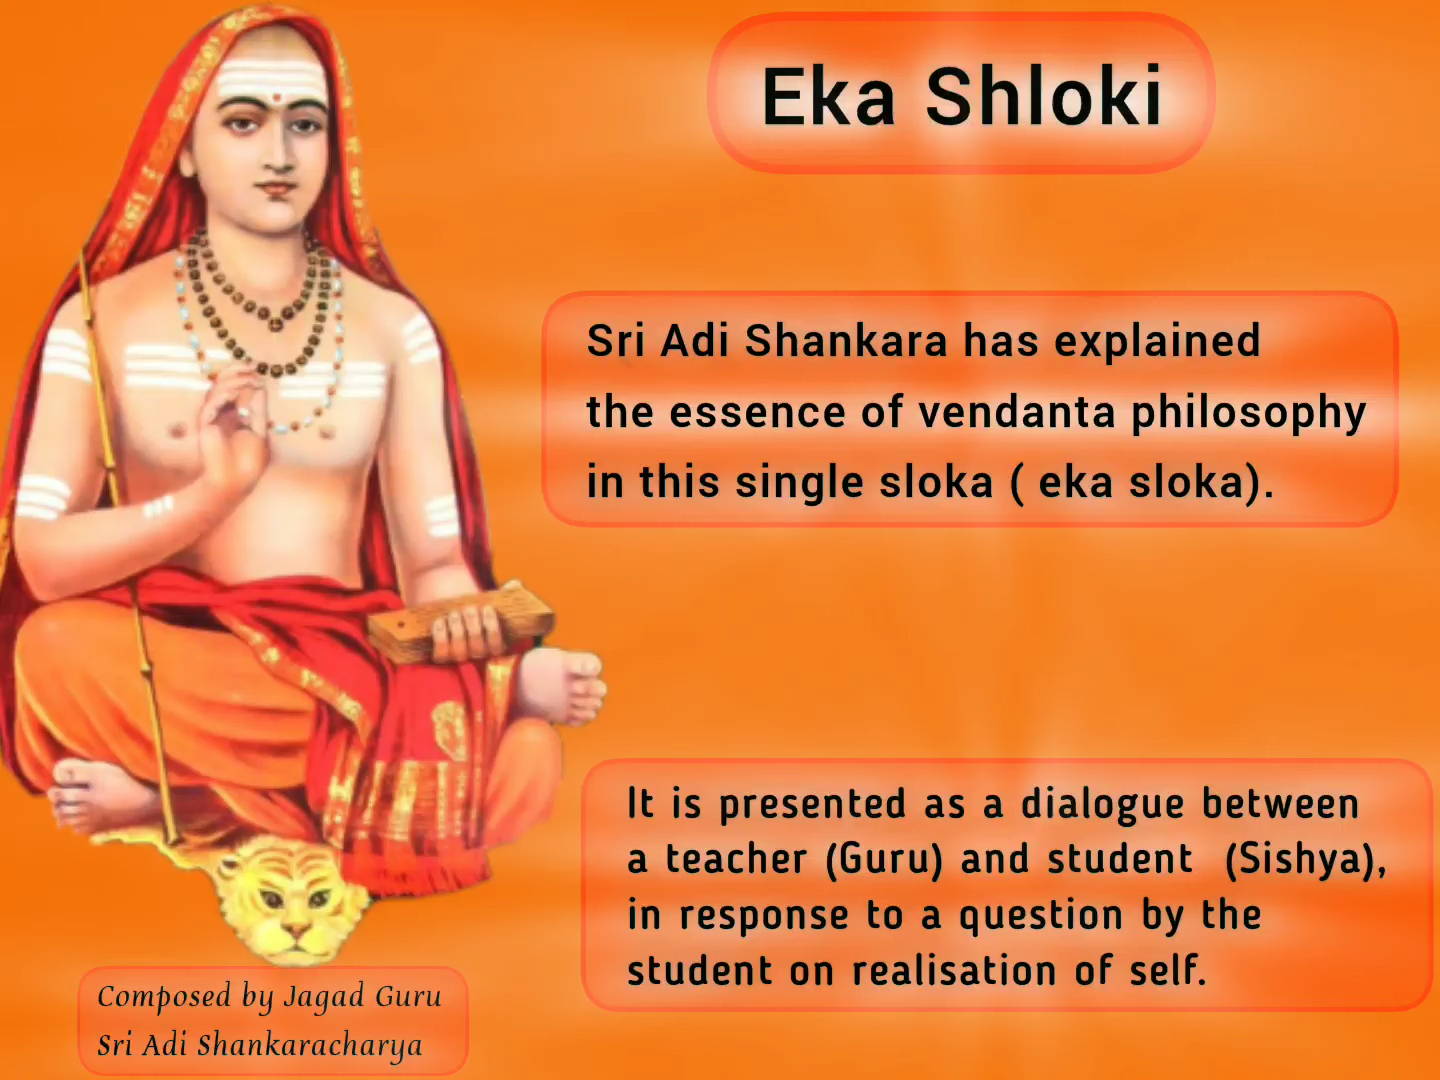 Eka Shloki
Sri Adi Shankara has explained
the essence of vendanta philosophy
in this single sloka ( eka sloka).
It is presented as a dialogue between
a teacher (Guru) and student (Sishya),
in response to a question by the
student on realisation of self.
Composed by Jagad Guru
Sri Adi Shankaracharya